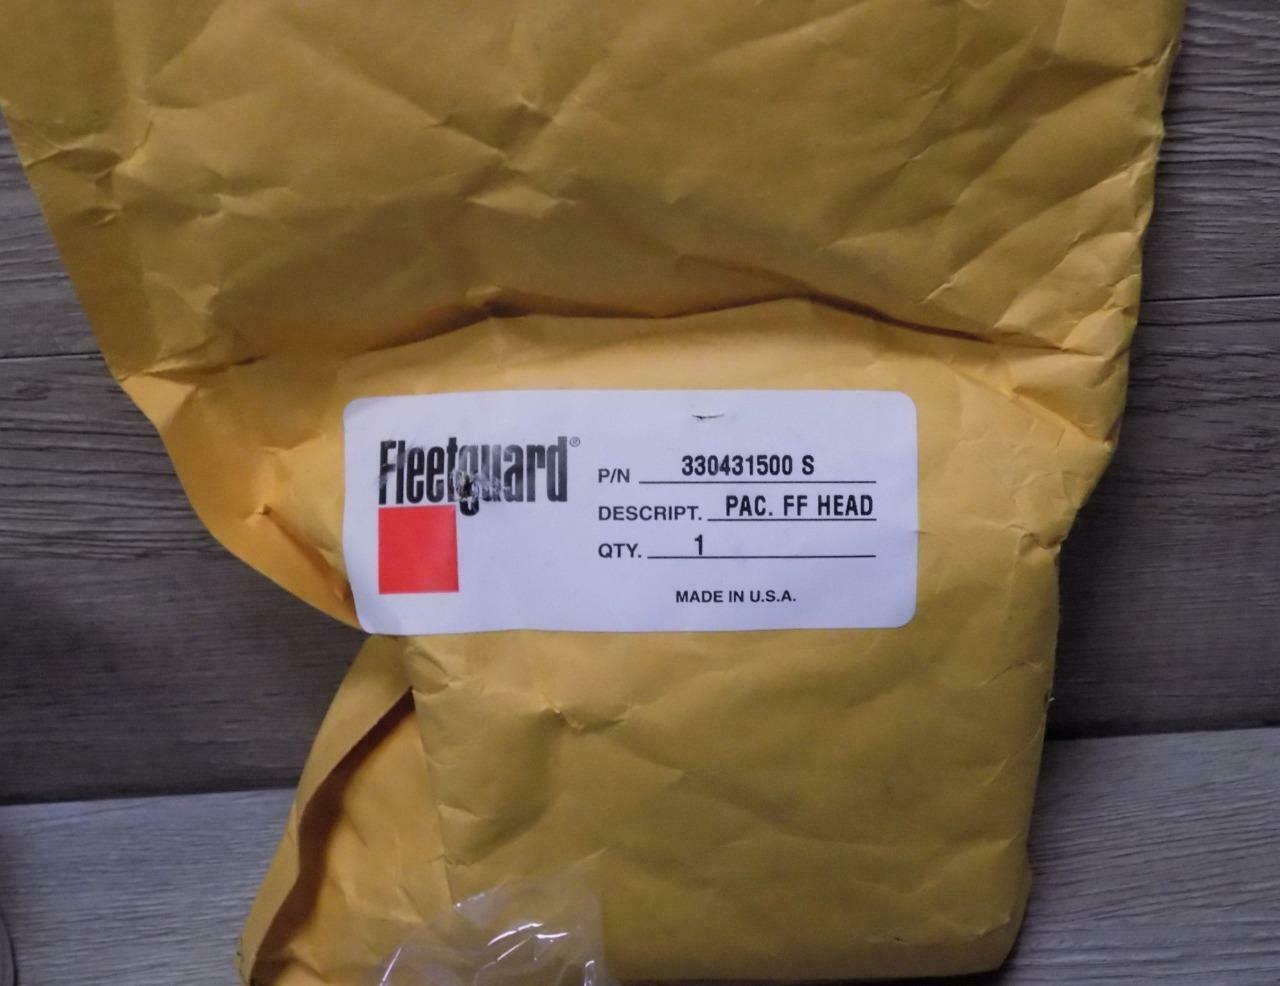 Fleetguard®
P/N 330431500 S
DESCRIPT. PAC. FF HEAD
QTY. 1
MADE IN U.S.A.